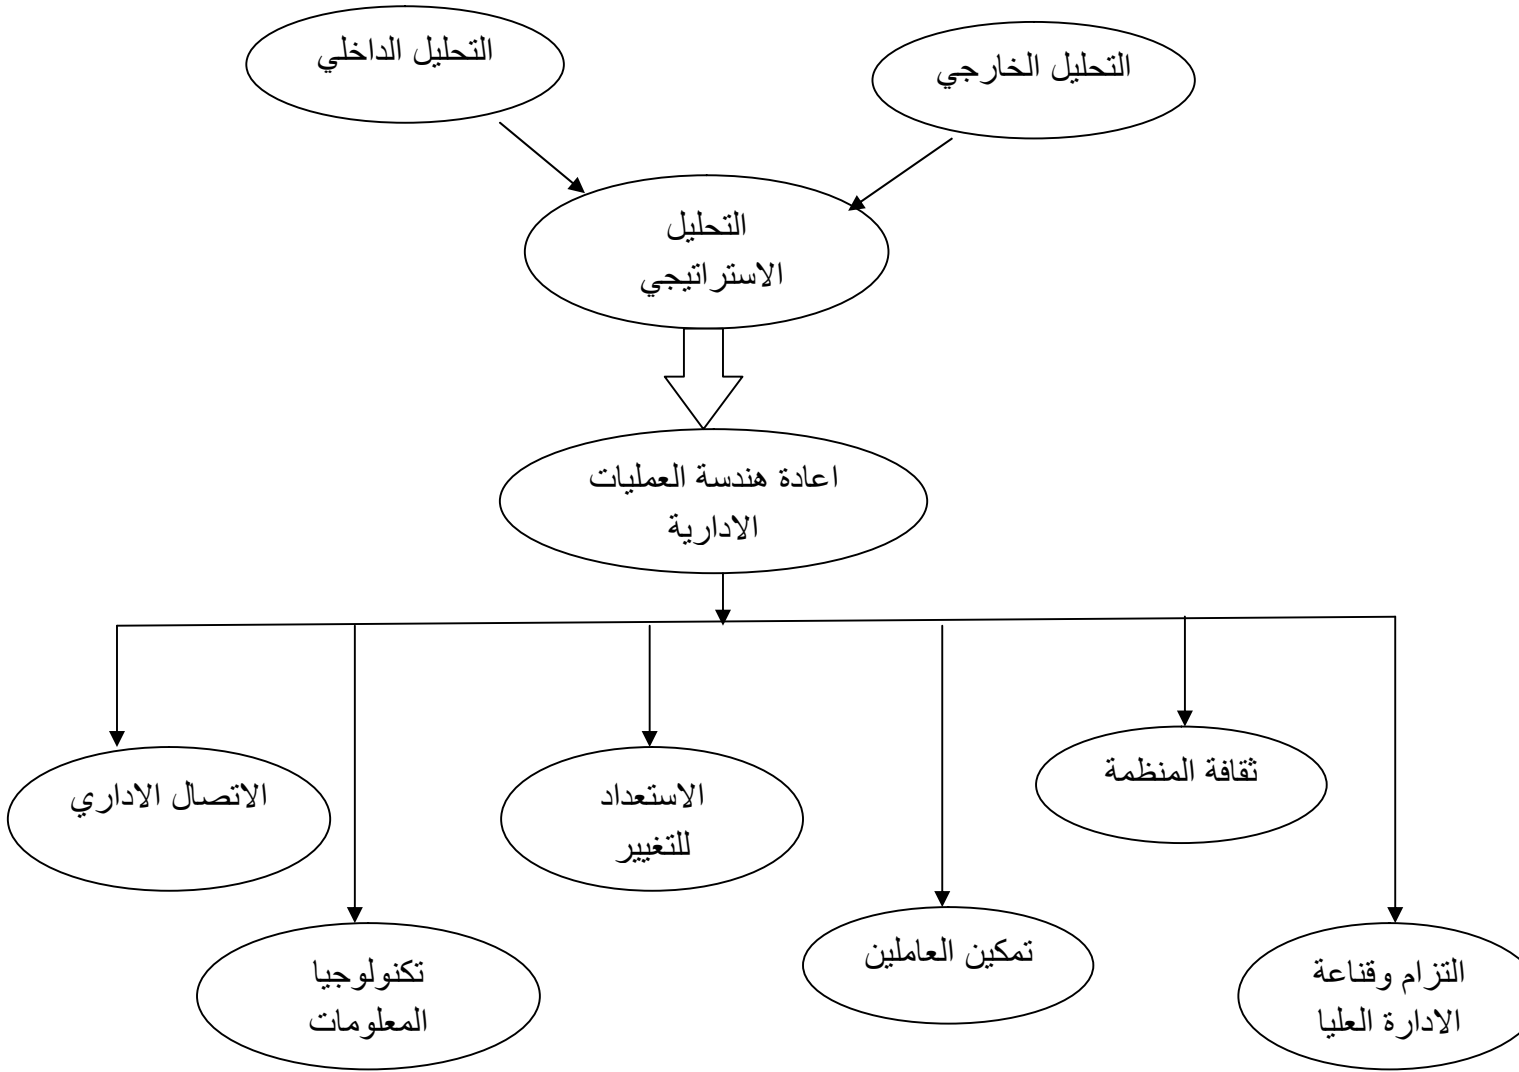 التحليل الخارجي
التحليل الداخلي
التحليل
الاستراتيجي
اعادة هندسة العمليات
الادارية
ثقافة المنظمة
الاستعداد
للتغيير
الاتصال الاداري
التزام وقناعة
الادارة العليا
تمكين العاملين
تكنولوجيا
المعلومات